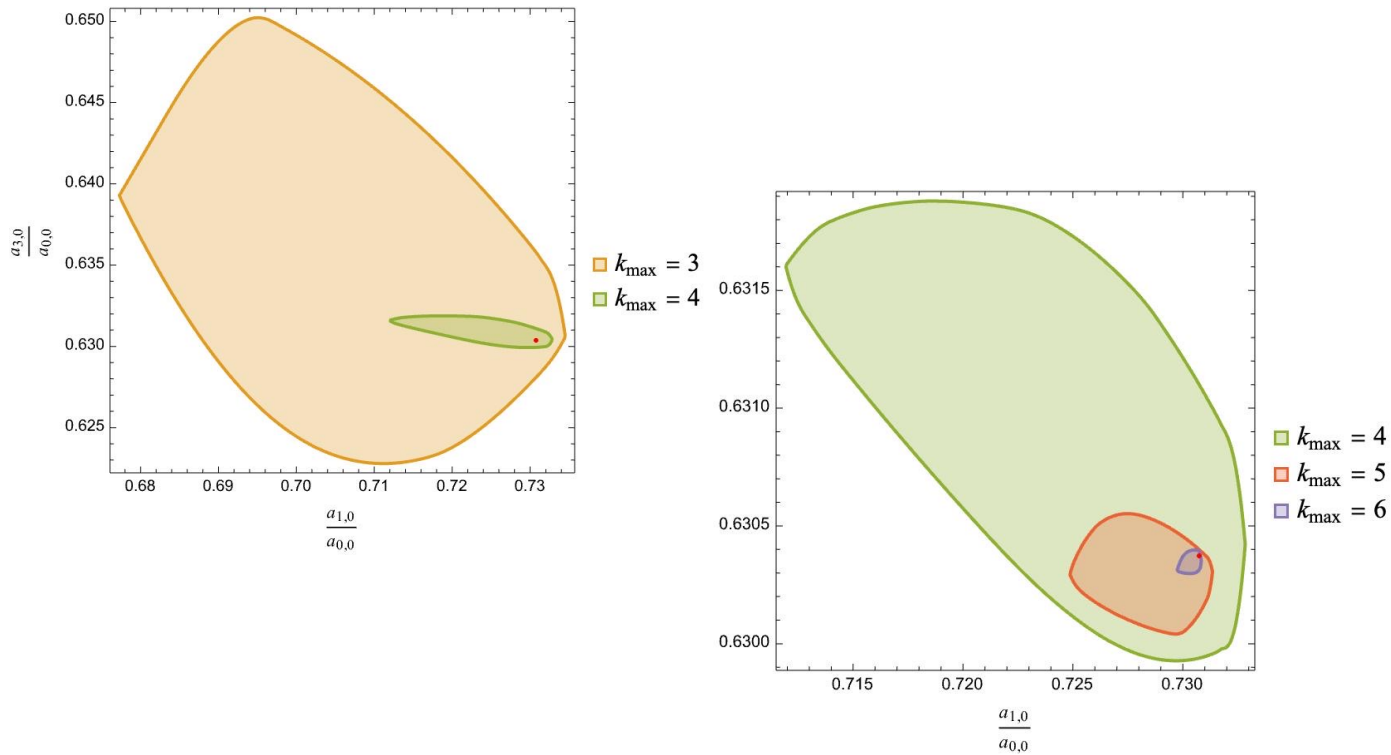 0.650
0.645
0.640
0.635
0.630
0.625
a3,0
a0,0
0.68 0.69 0.70 0.71 0.72 0.73
a1,0
a0,0
kmax = 3
kmax = 4
0.6315
0.6310
0.6305
0.6300
0.715 0.720 0.725 0.730
a1,0
a0,0
kmax = 4
kmax = 5
kmax = 6